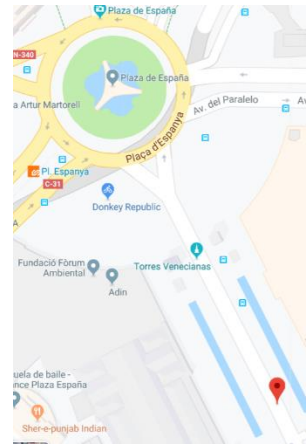 Plaza de España
N-340
Plaza de España
a Artur Martorell
Av. del Paralelo
Av
Plaça d'Espanya
Pl. Espanya
C-31
Donkey Republic
A
Torres Venecianas
Fundació Fòrum
Ambiental
Adin
uela de baile -
nce Plaza España
Sher-e-punjab Indian